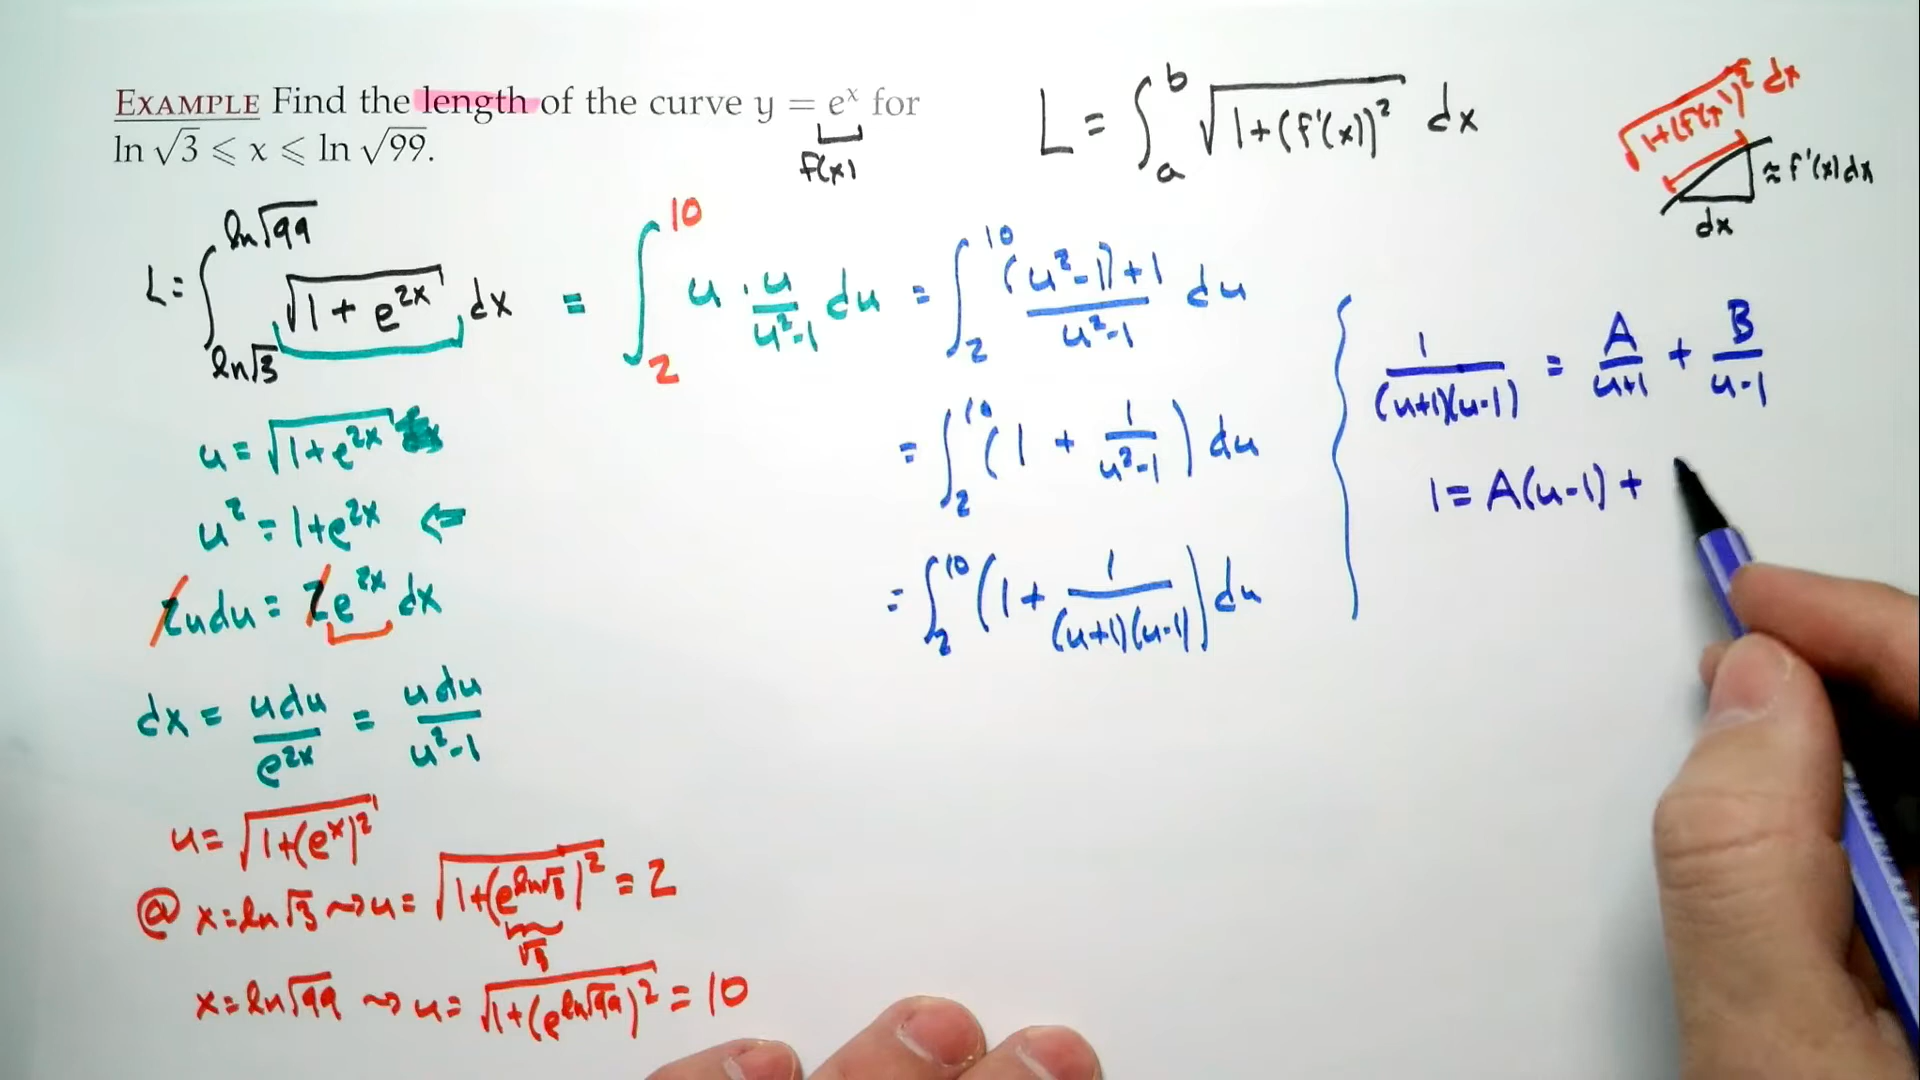 EXAMPLE Find the length of the curve y = eˣ for
ln √3 ⩽ x ⩽ ln √99.
f(x)
L = ∫_a^b √(1+(f'(x))²) dx
√(1+(f'(x))²) dx
≈ f'(x)dx
dx
L = ∫_{ln√3}^{ln√99} √(1+e^{2x}) dx = ∫_2^{10} u · u/(u²-1) du = ∫_2^{10} ((u²-1)+1)/(u²-1) du
= ∫_2^{10} (1 + 1/(u²-1)) du
= ∫_2^{10} (1 + 1/((u+1)(u-1))) du
u = √(1+e^{2x})
u² = 1+e^{2x} ⇐
2udu = 2e^{2x} dx
dx = udu/e^{2x} = udu/(u²-1)
u = √(1+(eˣ)²)
@ x=ln√3 ⇝ u = √(1+(e^{ln√3})²) = 2
√3
x=ln√99 ⇝ u = √(1+(e^{ln√99})²) = 10
1/((u+1)(u-1)) = A/(u+1) + B/(u-1)
1 = A(u-1) +